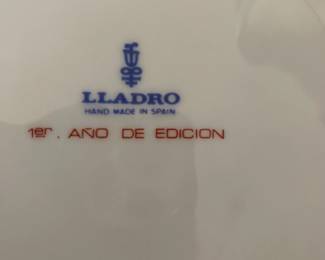 LLADRO
HAND MADE IN SPAIN
1er. AÑO DE EDICION